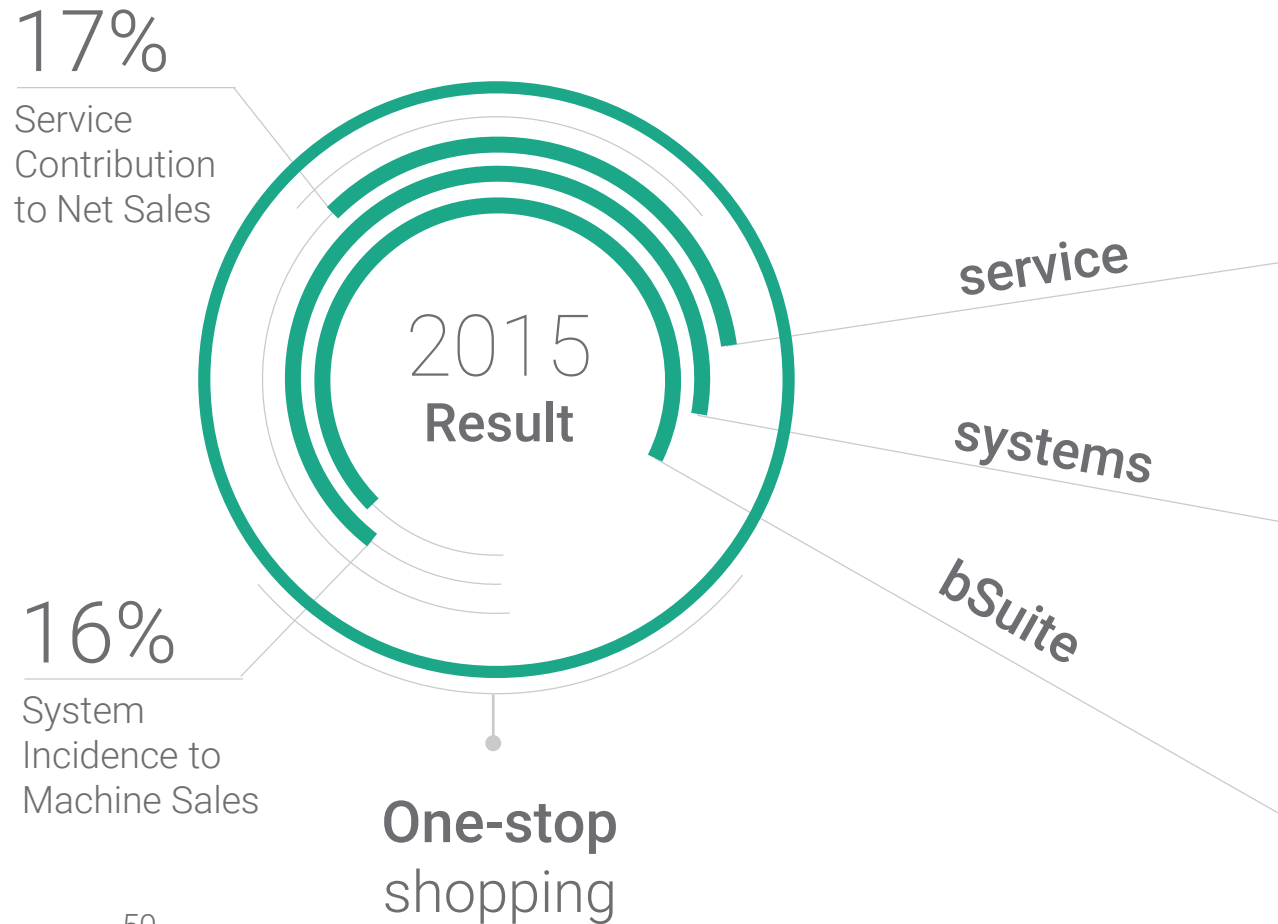 17%
Service
Contribution
to Net Sales
2015
Result
service
systems
bSuite
16%
System
Incidence to
Machine Sales
One-stop
shopping